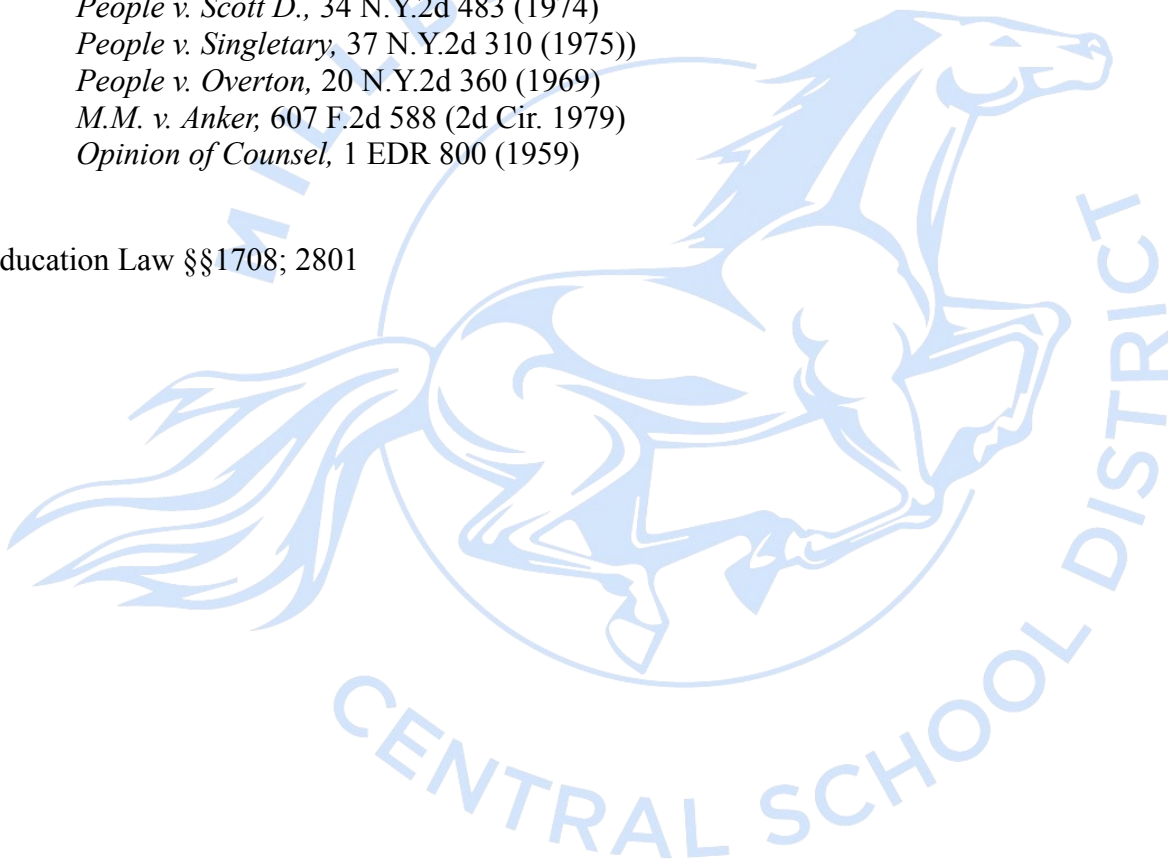 People v. Scott D., 34 N.Y.2d 483 (1974)
People v. Singletary, 37 N.Y.2d 310 (1975))
People v. Overton, 20 N.Y.2d 360 (1969)
M.M. v. Anker, 607 F.2d 588 (2d Cir. 1979)
Opinion of Counsel, 1 EDR 800 (1959)
ducation Law §§1708; 2801
CENTRAL SCHOOL DISTRICT